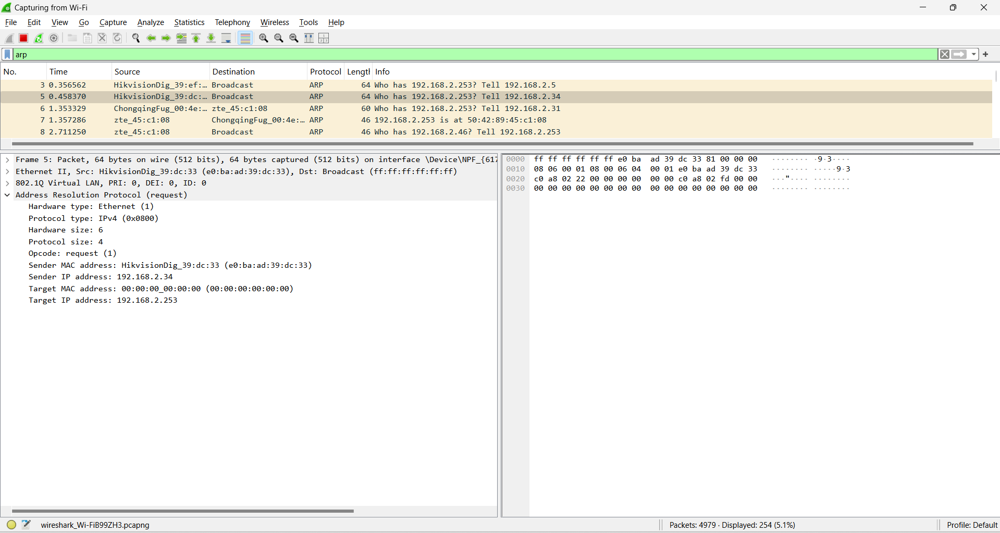 Capturing from Wi-Fi
File Edit View Go Capture Analyze Statistics Telephony Wireless Tools Help
arp
No. Time Source Destination Protocol Length Info
3 0.356562 HikvisionDig_39:ef:… Broadcast ARP 64 Who has 192.168.2.253? Tell 192.168.2.5
5 0.458370 HikvisionDig_39:dc:… Broadcast ARP 64 Who has 192.168.2.253? Tell 192.168.2.34
6 1.353329 ChongqingFug_00:4e:… zte_45:c1:08 ARP 60 Who has 192.168.2.253? Tell 192.168.2.31
7 1.357286 zte_45:c1:08 ChongqingFug_00:4e:… ARP 46 192.168.2.253 is at 50:42:89:45:c1:08
8 2.711250 zte_45:c1:08 Broadcast ARP 46 Who has 192.168.2.46? Tell 192.168.2.253
Frame 5: Packet, 64 bytes on wire (512 bits), 64 bytes captured (512 bits) on interface \Device\NPF_{617
Ethernet II, Src: HikvisionDig_39:dc:33 (e0:ba:ad:39:dc:33), Dst: Broadcast (ff:ff:ff:ff:ff:ff)
802.1Q Virtual LAN, PRI: 0, DEI: 0, ID: 0
Address Resolution Protocol (request)
Hardware type: Ethernet (1)
Protocol type: IPv4 (0x0800)
Hardware size: 6
Protocol size: 4
Opcode: request (1)
Sender MAC address: HikvisionDig_39:dc:33 (e0:ba:ad:39:dc:33)
Sender IP address: 192.168.2.34
Target MAC address: 00:00:00_00:00:00 (00:00:00:00:00:00)
Target IP address: 192.168.2.253
0000 ff ff ff ff ff ff e0 ba ad 39 dc 33 81 00 00 00 ········ ·9·3····
0010 08 06 00 01 08 00 06 04 00 01 e0 ba ad 39 dc 33 ········ ·····9·3
0020 c0 a8 02 22 00 00 00 00 00 00 c0 a8 02 fd 00 00 ···"···· ········
0030 00 00 00 00 00 00 00 00 00 00 00 00 00 00 00 00 ········ ········
wireshark_Wi-FiB99ZH3.pcapng
Packets: 4979 · Displayed: 254 (5.1%)
Profile: Default